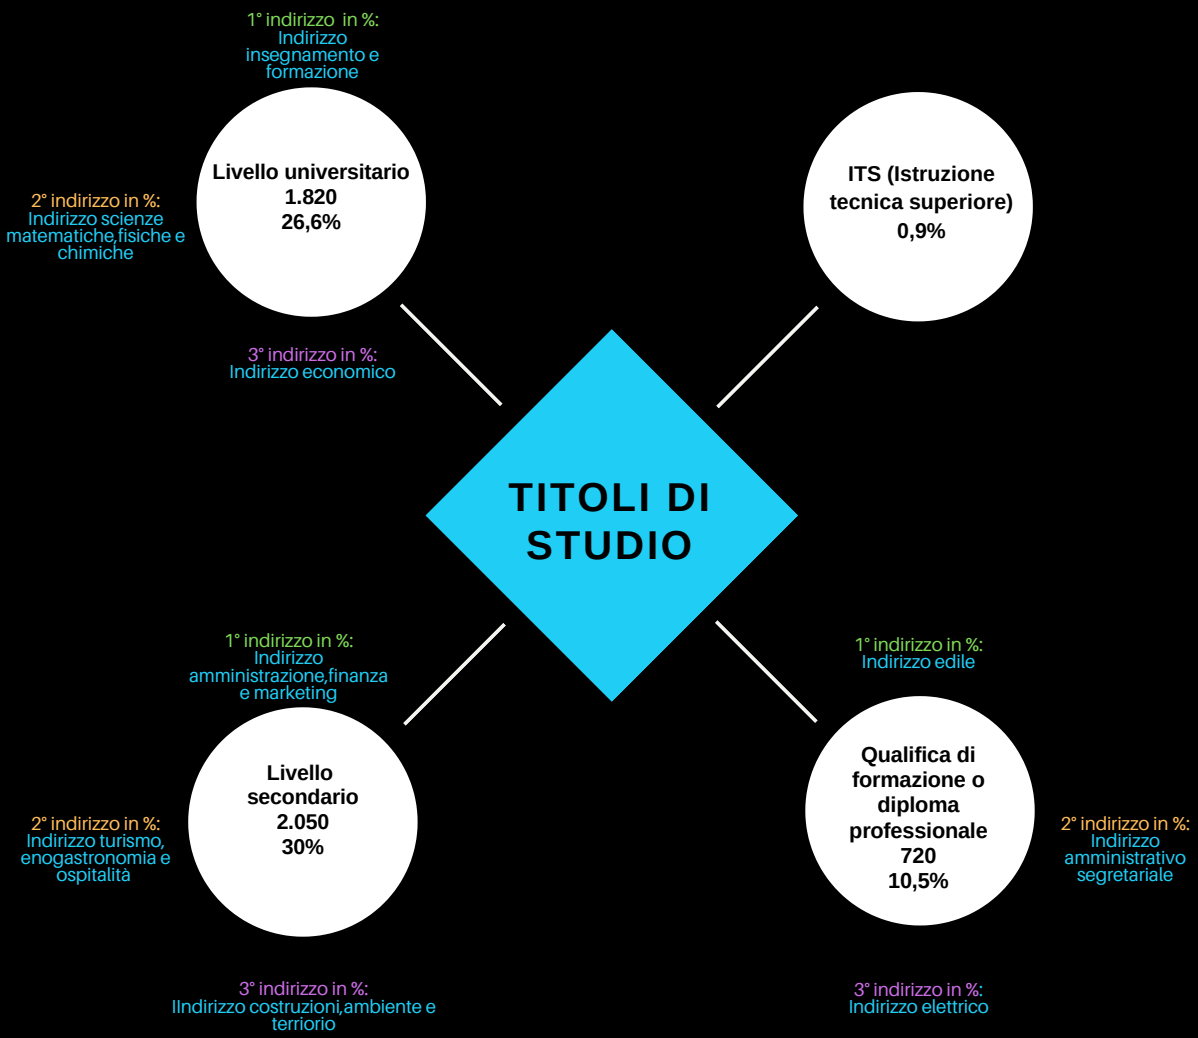 1° indirizzo in %:
Indirizzo
insegnamento e
formazione
Livello universitario
1.820
26,6%
2° indirizzo in %:
Indirizzo scienze
matematiche,fisiche e
chimiche
3° indirizzo in %:
Indirizzo economico
ITS (Istruzione
tecnica superiore)
0,9%
TITOLI DI
STUDIO
1° indirizzo in %:
Indirizzo
amministrazione,finanza
e marketing
Livello
secondario
2.050
30%
2° indirizzo in %:
Indirizzo turismo,
enogastronomia e
ospitalità
3° indirizzo in %:
IIndirizzo costruzioni,ambiente e
terriorio
1° indirizzo in %:
Indirizzo edile
Qualifica di
formazione o
diploma
professionale
720
10,5%
2° indirizzo in %:
Indirizzo
amministrativo
segretariale
3° indirizzo in %:
Indirizzo elettrico